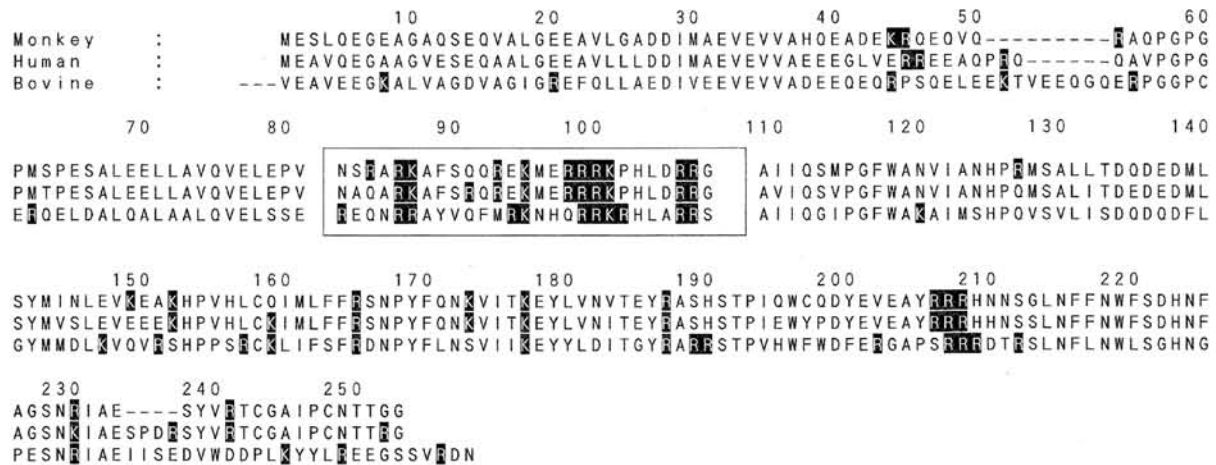 10 20 30 40 50 60
Monkey : MESLQEGEAGAQSEQVALGEEAVLGADDIMAEVEVVAHQEADEKRQEQVQ---------RAQPGPG
Human : MEAVQEGAAGVESEQAALGEEAVLLLDDIMAEVEVVAEEEGLVERREEAQPRQ------QAVPGPG
Bovine : ---VEAVEEGKALVAGDVAGIGREFQLLAEDIVEEVEVVADEEQEQRPSQELEEKTVEEQGQERPGGPC
70 80 90 100 110 120 130 140
PMSPESALEELLAVQVELEPV NSRARKAFSQQREKMERRRKPHLDRRG AIIQSMPGFWANVIANHPRMSALLTDQDEDML
PMTPESALEELLAVQVELEPV NAQARKAFSRQREKMERRRKPHLDRRG AVIQSVPGFWANVIANHPQMSALITDEDEDML
ERQELDALQALAALQVELSSE REQNRRAYVQFMRKNHQRRKRHLARRS AIIQGIPGFWAKAIMSHPQVSVLISDQDQDFL
150 160 170 180 190 200 210 220
SYMINLEVKEAKHPVHLCQIMLFFRSNPYFQNKVITKEYLVNVTEYRASHSTPIQWCQDYEVEAYRRRHNNSGLNFFNWFSDHNF
SYMVSLEVEEEKHPVHLCKIMLFFRSNPYFQNKVITKEYLVNITEYRASHSTPIEWYPDYEVEAYRRRHHNSSLNFFNWFSDHNF
GYMMDLKVQVRSHPPSRCKLIFSFRDNPYFLNSVIIKEYYLDITGYRARRSTPVHWFWDFERGAPSRRRDTRSLNFLNWLSGHNG
230 240 250
AGSNRIAE----SYVRTCGAIPCNTTGG
AGSNKIAESPDRSYVRTCGAIPCNTTRG
PESNRIAEIISEDVWDDPLKYYLREEGSSVRDN